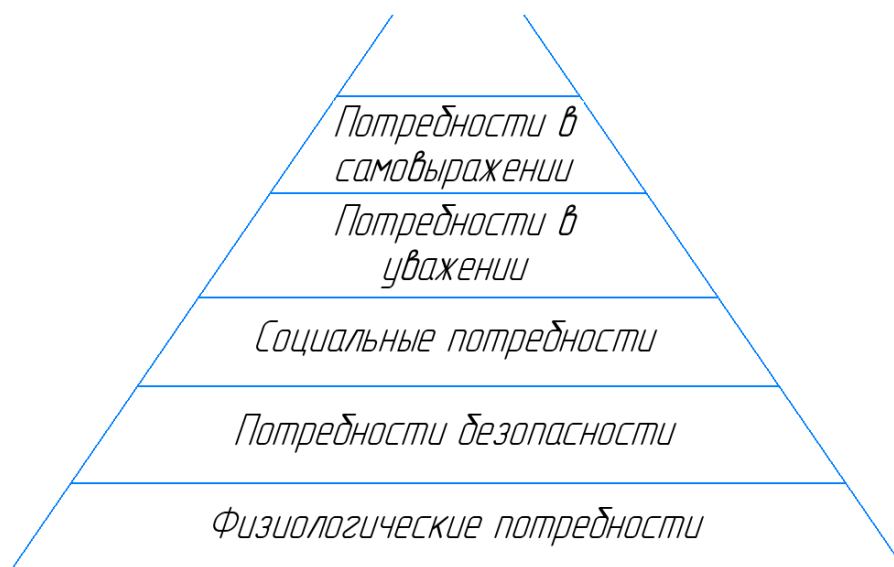 Потребности в
самовыражении
Потребности в
уважении
Социальные потребности
Потребности безопасности
Физиологические потребности